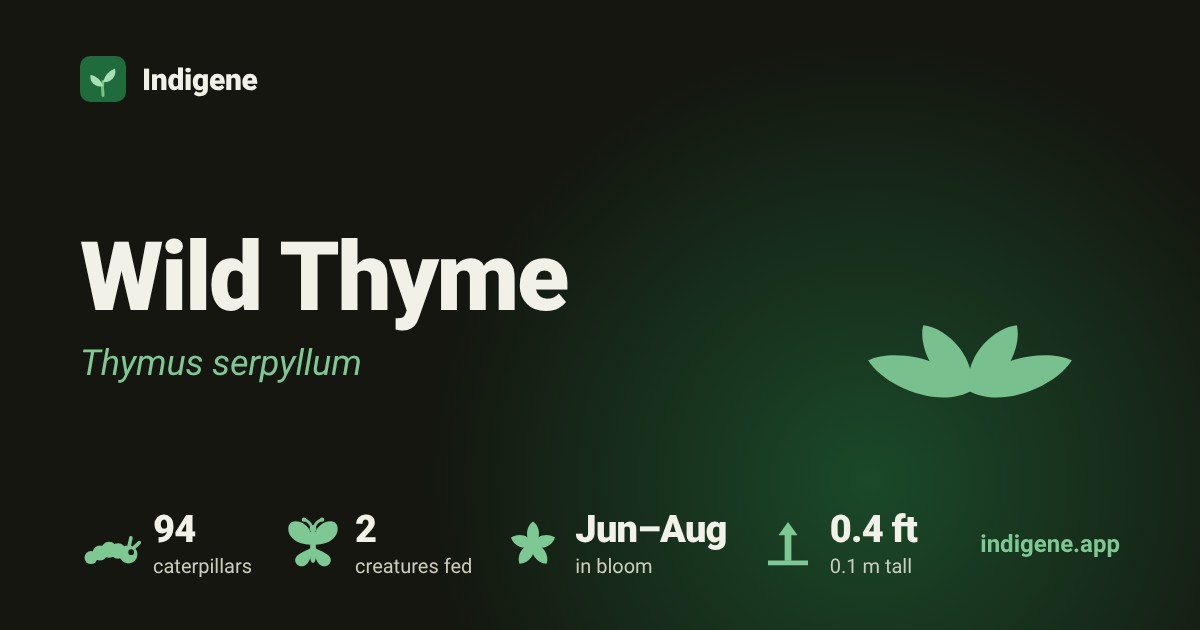 Indigene
Wild Thyme
Thymus serpyllum
94
caterpillars
2
creatures fed
Jun–Aug
in bloom
0.4 ft
0.1 m tall
indigene.app